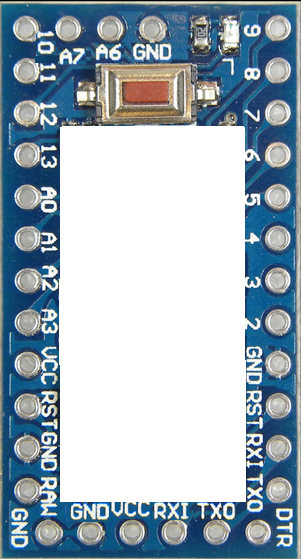 A7 A6 GND
10
11
12
13
A0
A1
A2
A3
VCC
RST
GND
RAW
9
8
7
6
5
4
3
2
GND
RST
RXI
TXO
GND VCC RXI TXO
GND
DTR